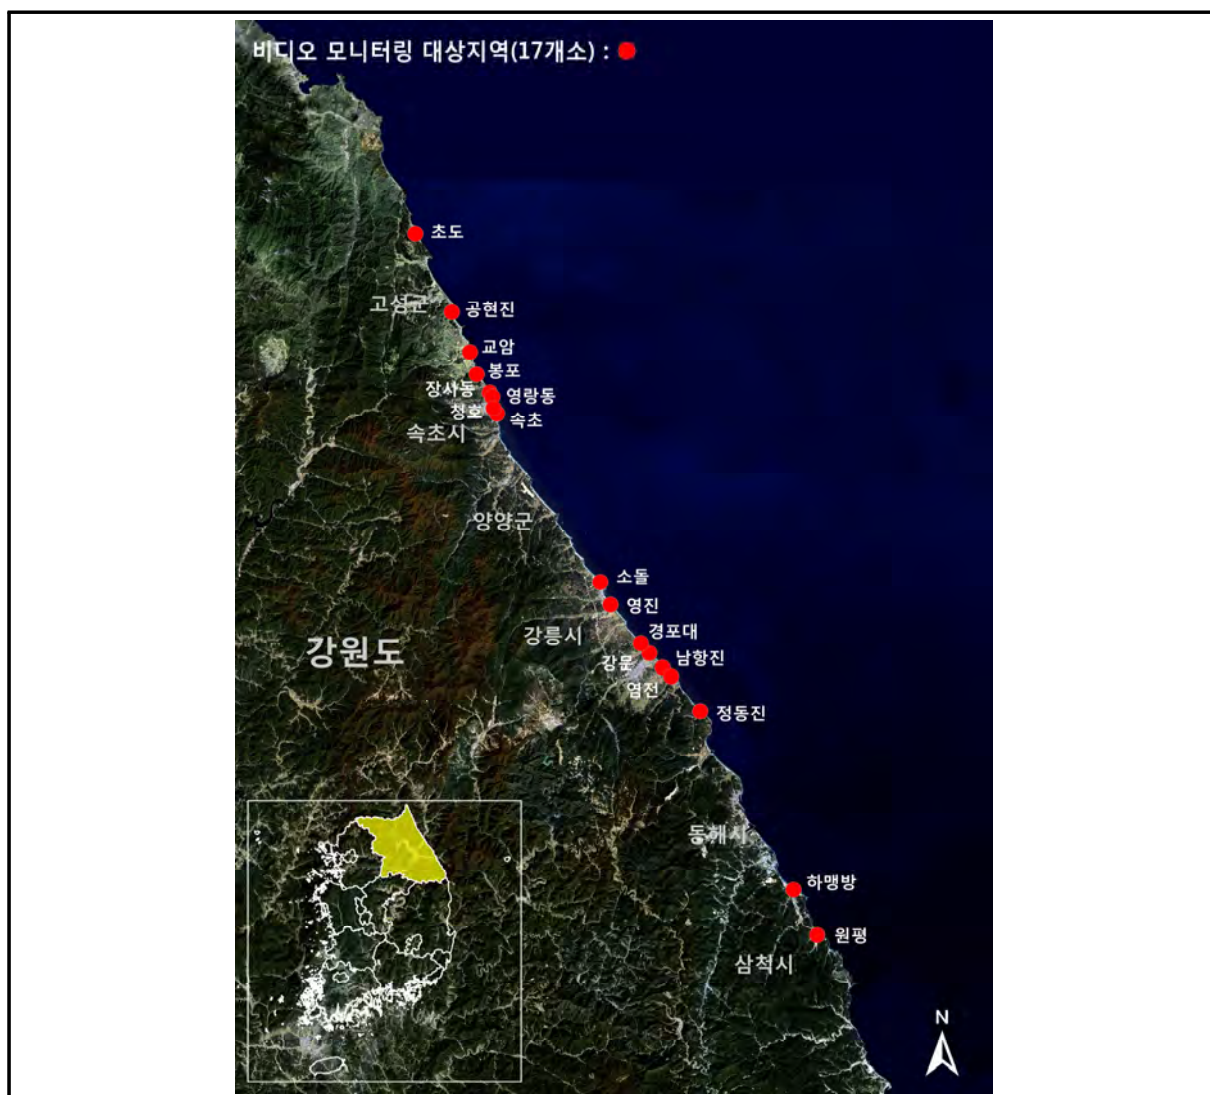 비디오 모니터링 대상지역(17개소) :
초도
고성군
공현진
교암
봉포
장사동
영랑동
청호
속초
속초시
양양군
소돌
영진
강릉시
경포대
강원도
강문
남항진
염전
정동진
동해시
하맹방
원평
삼척시
N